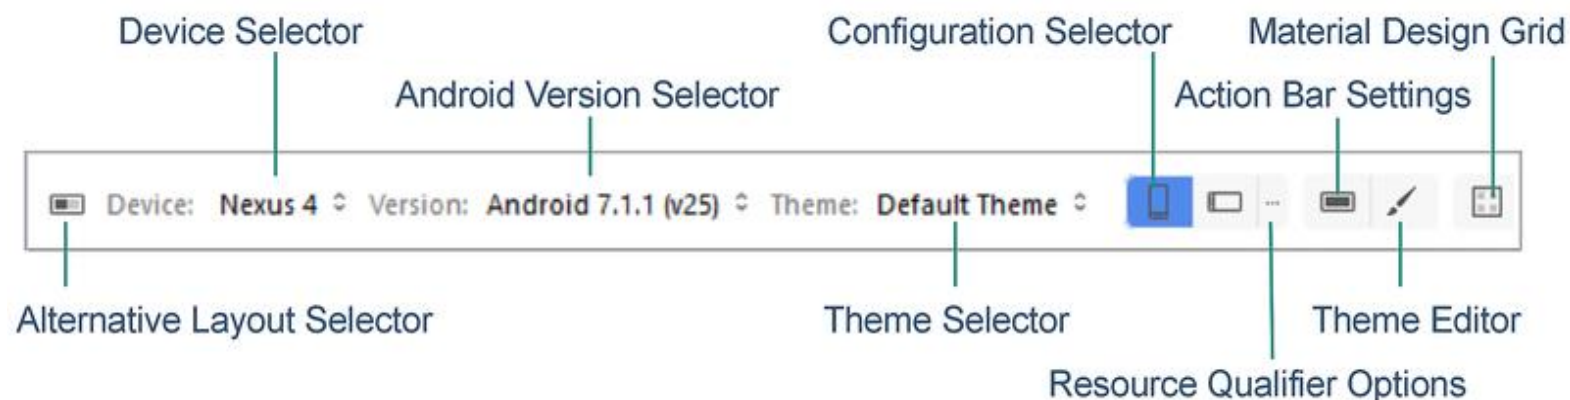 Device Selector
Configuration Selector
Material Design Grid
Android Version Selector
Action Bar Settings
Device: Nexus 4 Version: Android 7.1.1 (v25) Theme: Default Theme ...
Alternative Layout Selector
Theme Selector
Theme Editor
Resource Qualifier Options